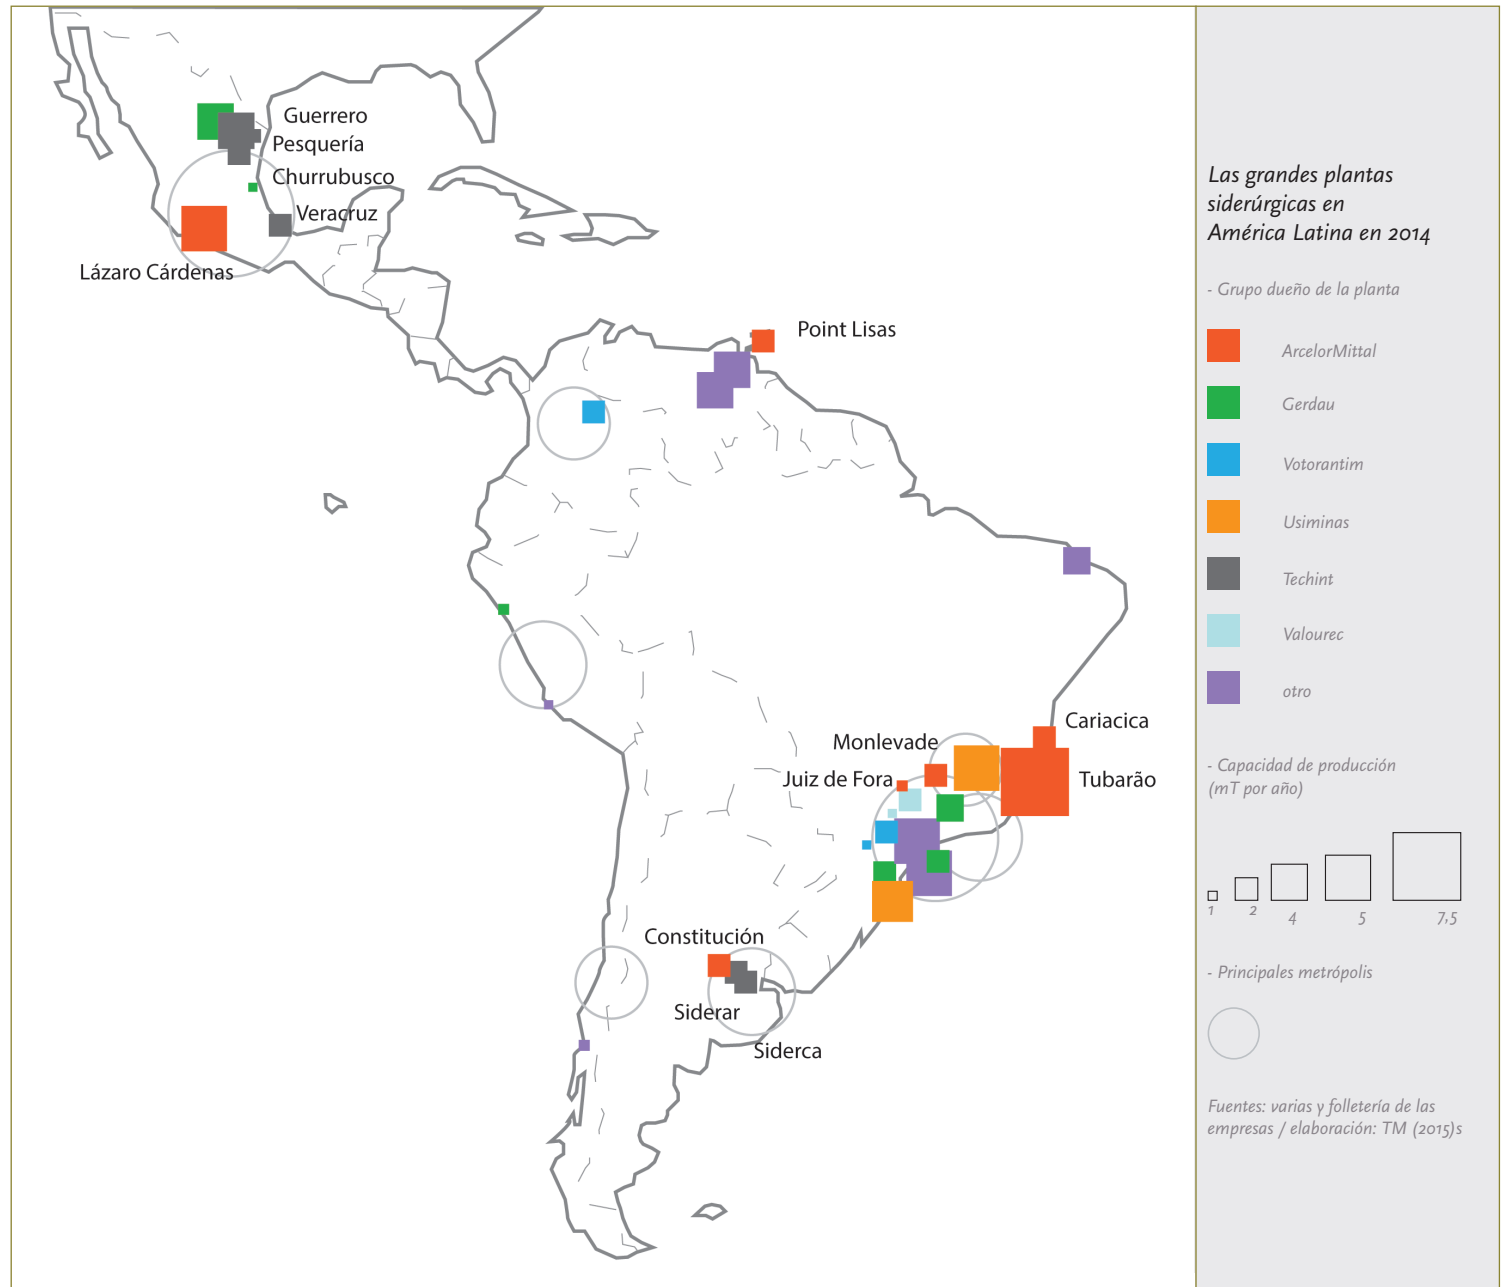 Guerrero
Pesquería
Churrubusco
Veracruz
Lázaro Cárdenas
Point Lisas
Cariacica
Monlevade
Juiz de Fora
Tubarão
Constitución
Siderar
Siderca
Las grandes plantas
siderúrgicas en
América Latina en 2014
- Grupo dueño de la planta
ArcelorMittal
Gerdau
Votorantim
Usiminas
Techint
Valourec
otro
- Capacidad de producción
(mT por año)
1 2 4 5 7,5
- Principales metrópolis
Fuentes: varias y folletería de las
empresas / elaboración: TM (2015)s